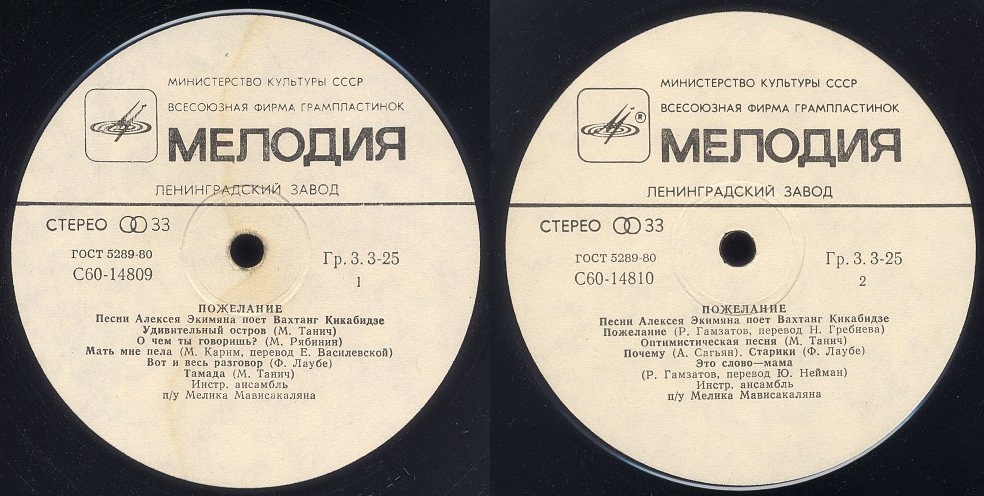 МИНИСТЕРСТВО КУЛЬТУРЫ СССР
ВСЕСОЮЗНАЯ ФИРМА ГРАМПЛАСТИНОК
МЕЛОДИЯ
ЛЕНИНГРАДСКИЙ ЗАВОД
СТЕРЕО 33
ГОСТ 5289-80
С60-14809
Гр. 3. 3-25
1
ПОЖЕЛАНИЕ
Песни Алексея Экимяна поет Вахтанг Кикабидзе
Удивительный остров (М. Танич)
О чем ты говоришь? (М. Рябинин)
Мать мне пела (М. Карим, перевод Е. Василевской)
Вот и весь разговор (Ф. Лаубе)
Тамада (М. Танич)
Инстр. ансамбль
п/у Мелика Мависакаляна
МИНИСТЕРСТВО КУЛЬТУРЫ СССР
ВСЕСОЮЗНАЯ ФИРМА ГРАМПЛАСТИНОК
®
МЕЛОДИЯ
ЛЕНИНГРАДСКИЙ ЗАВОД
СТЕРЕО 33
ГОСТ 5289-80
С60-14810
Гр. 3. 3-25
2
ПОЖЕЛАНИЕ
Песни Алексея Экимяна поет Вахтанг Кикабидзе
Пожелание (Р. Гамзатов, перевод Н. Гребнева)
Оптимистическая песня (М. Танич)
Почему (А. Сагъян). Старики (Ф. Лаубе)
Это слово—мама
(Р. Гамзатов, перевод Ю. Нейман)
Инстр. ансамбль
п/у Мелика Мависакаляна